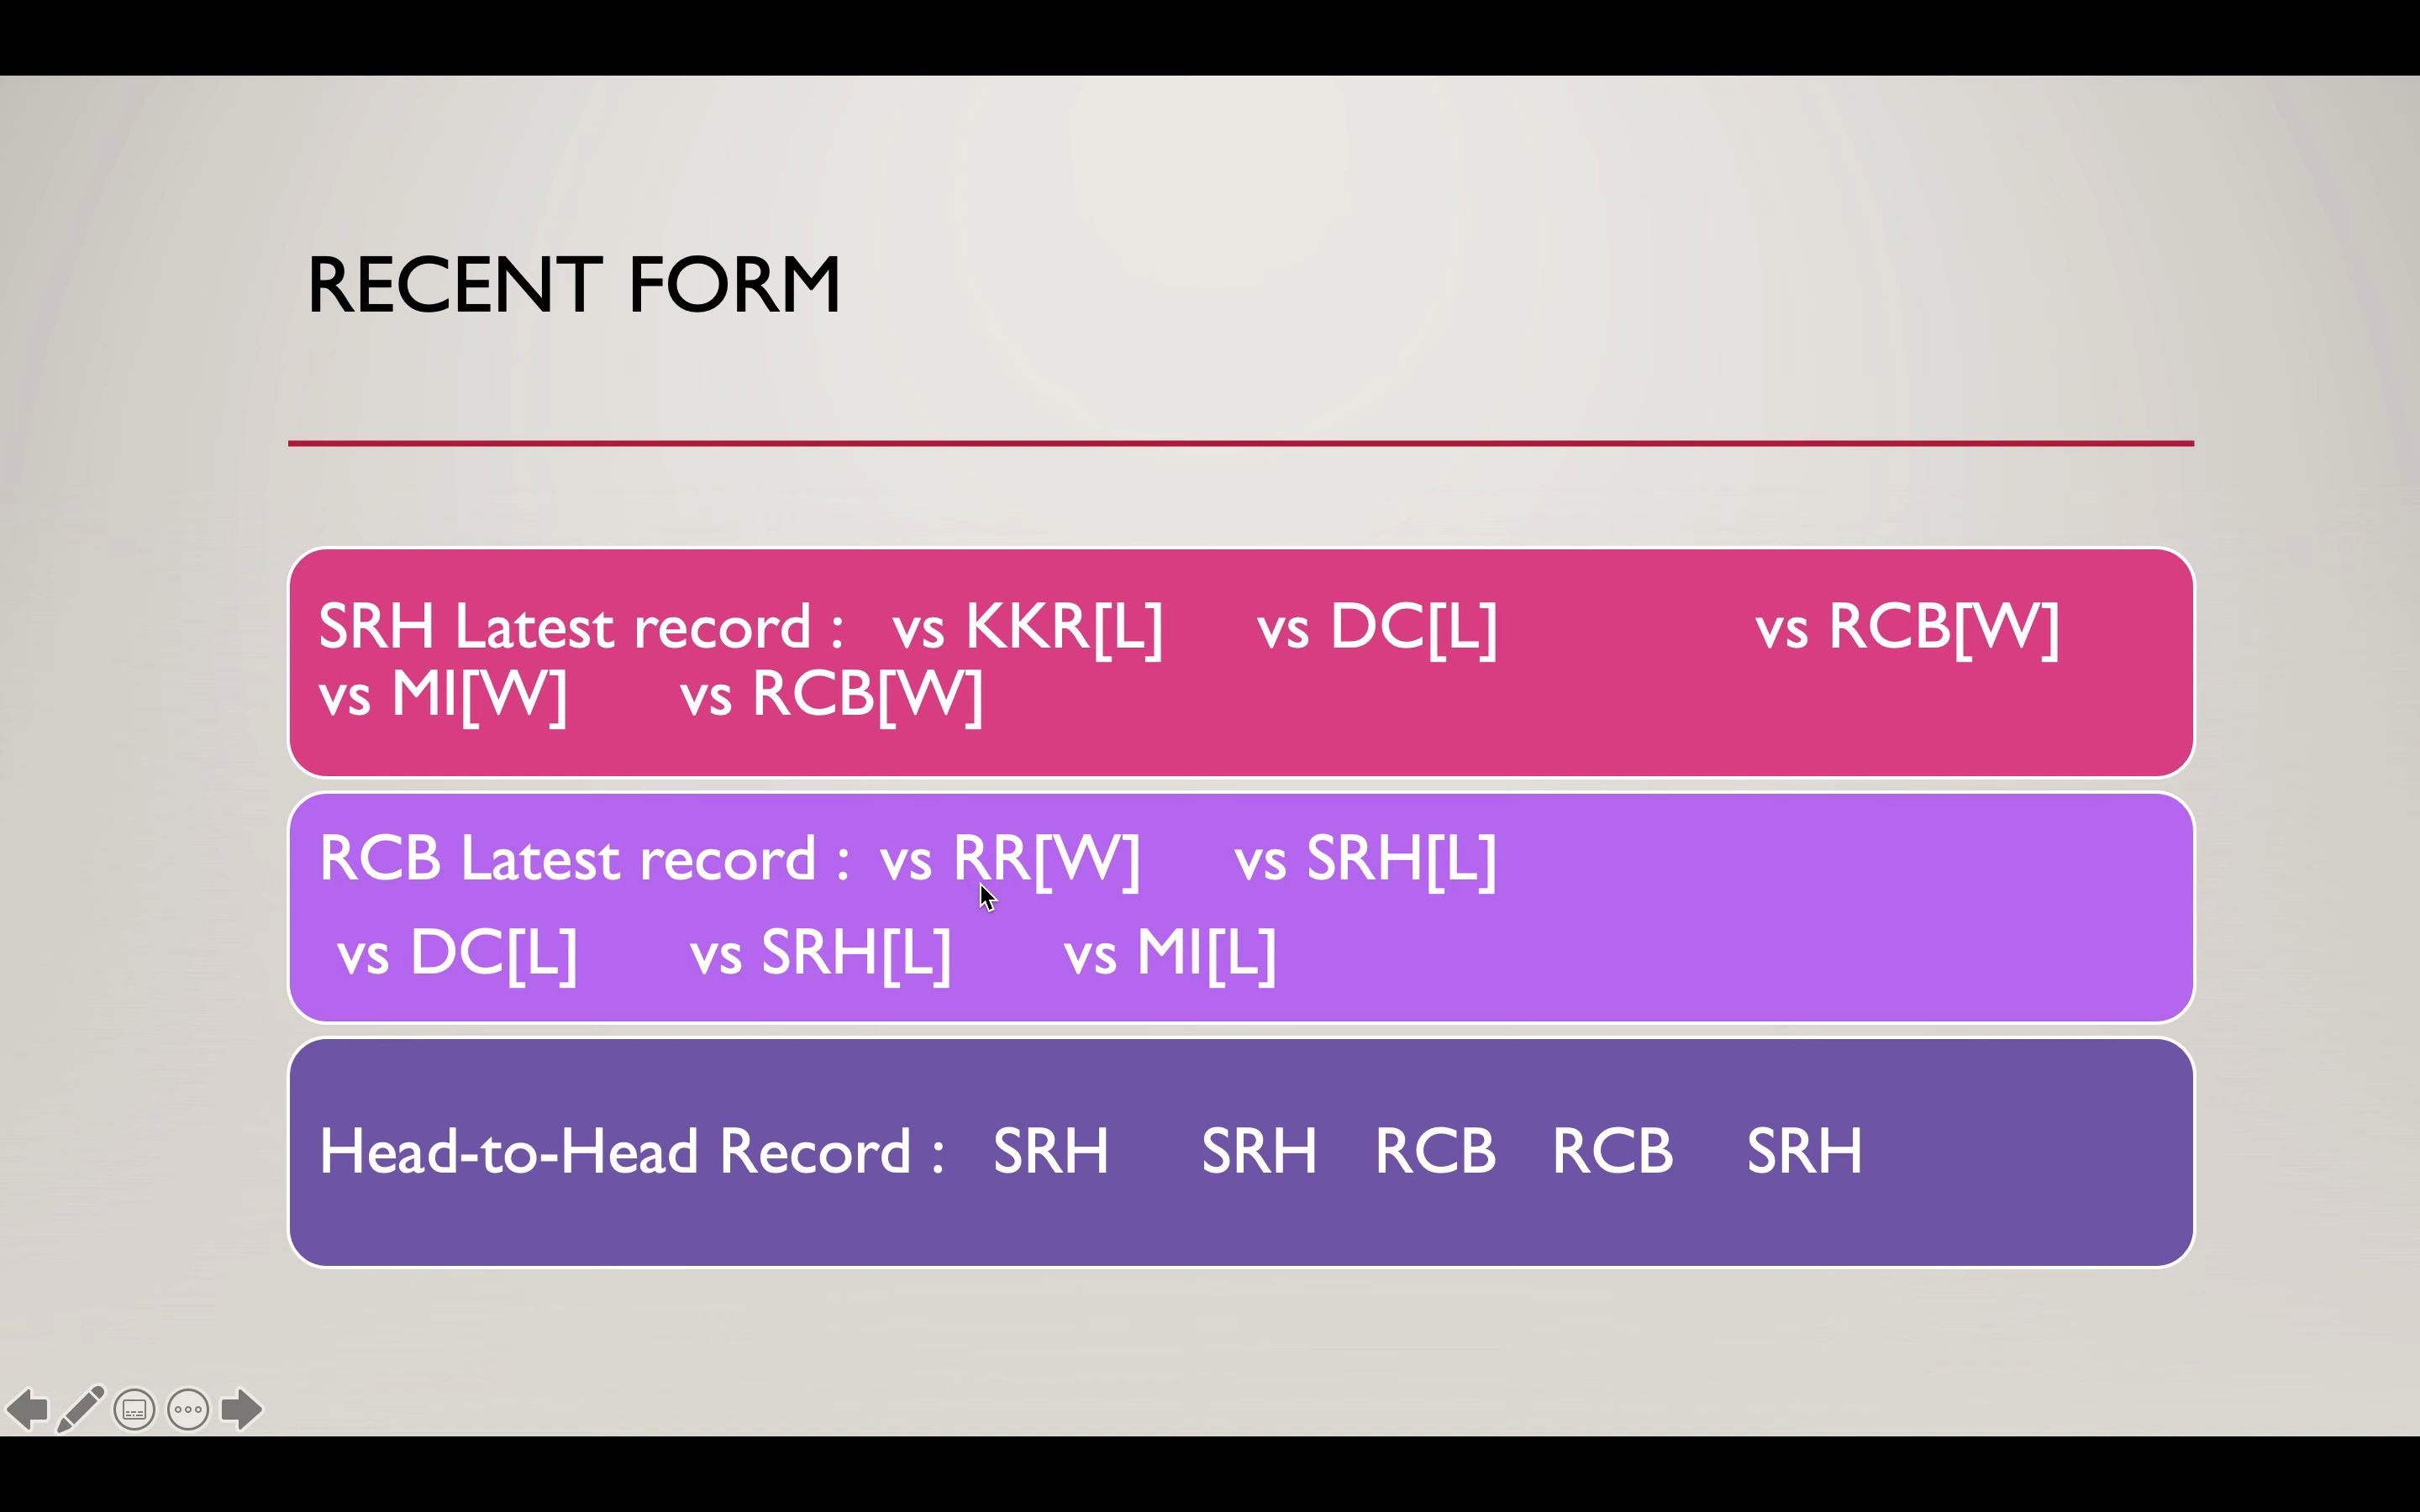 RECENT FORM
SRH Latest record : vs KKR[L] vs DC[L] vs RCB[W]
vs MI[W] vs RCB[W]
RCB Latest record : vs RR[W] vs SRH[L]
vs DC[L] vs SRH[L] vs MI[L]
Head-to-Head Record : SRH SRH RCB RCB SRH